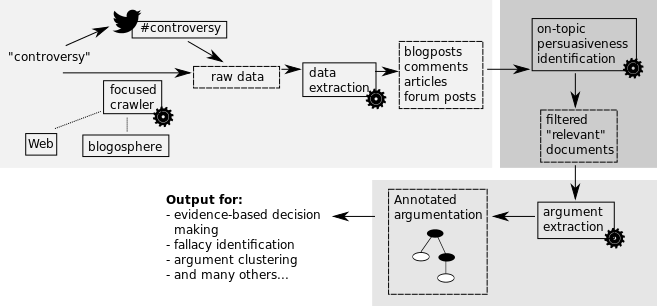 #controversy
"controversy"
raw data
focused
crawler
Web
blogosphere
data
extraction
blogposts
comments
articles
forum posts
on-topic
persuasiveness
identification
filtered
"relevant"
documents
argument
extraction
Annotated
argumentation
Output for:
- evidence-based decision
making
- fallacy identification
- argument clustering
- and many others...